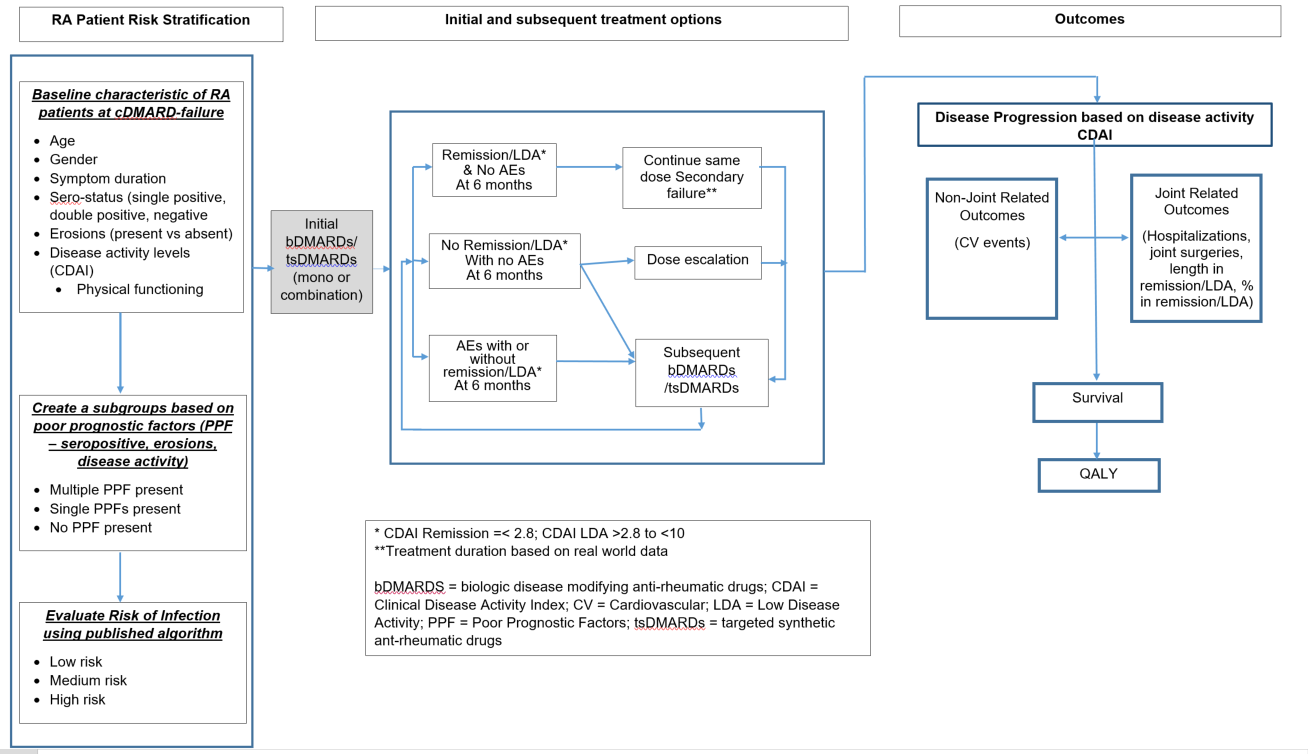 RA Patient Risk Stratification
Initial and subsequent treatment options
Outcomes
Baseline characteristic of RA
patients at cDMARD-failure
• Age
• Gender
• Symptom duration
• Sero-status (single positive,
double positive, negative
• Erosions (present vs absent)
• Disease activity levels
(CDAI)
• Physical functioning
Create a subgroups based on
poor prognostic factors (PPF
– seropositive, erosions,
disease activity)
• Multiple PPF present
• Single PPFs present
• No PPF present
Evaluate Risk of Infection
using published algorithm
• Low risk
• Medium risk
• High risk
Initial
bDMARDs/
tsDMARDs
(mono or
combination)
Remission/LDA*
& No AEs
At 6 months
Continue same
dose Secondary
failure**
No Remission/LDA*
With no AEs
At 6 months
Dose escalation
AEs with or
without
remission/LDA*
At 6 months
Subsequent
bDMARDs
/tsDMARDs
Disease Progression based on disease activity
CDAI
Non-Joint Related
Outcomes
(CV events)
Joint Related
Outcomes
(Hospitalizations,
joint surgeries,
length in
remission/LDA, %
in remission/LDA)
Survival
QALY
* CDAI Remission =< 2.8; CDAI LDA >2.8 to <10
**Treatment duration based on real world data
bDMARDS = biologic disease modifying anti-rheumatic drugs; CDAI =
Clinical Disease Activity Index; CV = Cardiovascular; LDA = Low Disease
Activity; PPF = Poor Prognostic Factors; tsDMARDs = targeted synthetic
ant-rheumatic drugs